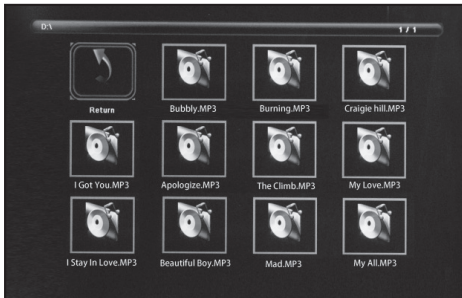 D:\ 1 / 1
Return Bubbly.MP3 Burning.MP3 Craigie hill.MP3
I Got You.MP3 Apologize.MP3 The Climb.MP3 My Love.MP3
I Stay In Love.MP3 Beautiful Boy.MP3 Mad.MP3 My All.MP3